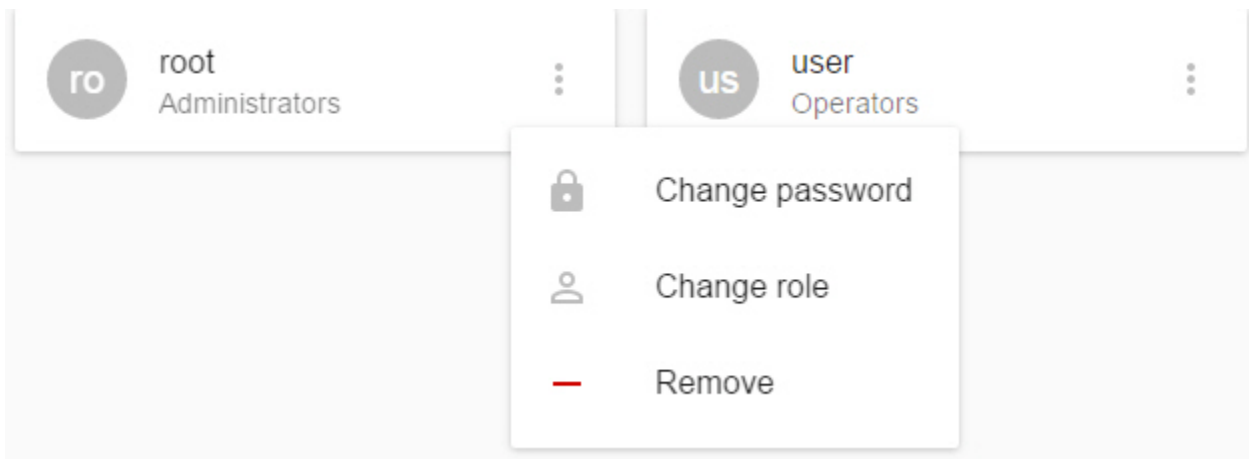 ro
root
Administrators
us
user
Operators
Change password
Change role
Remove